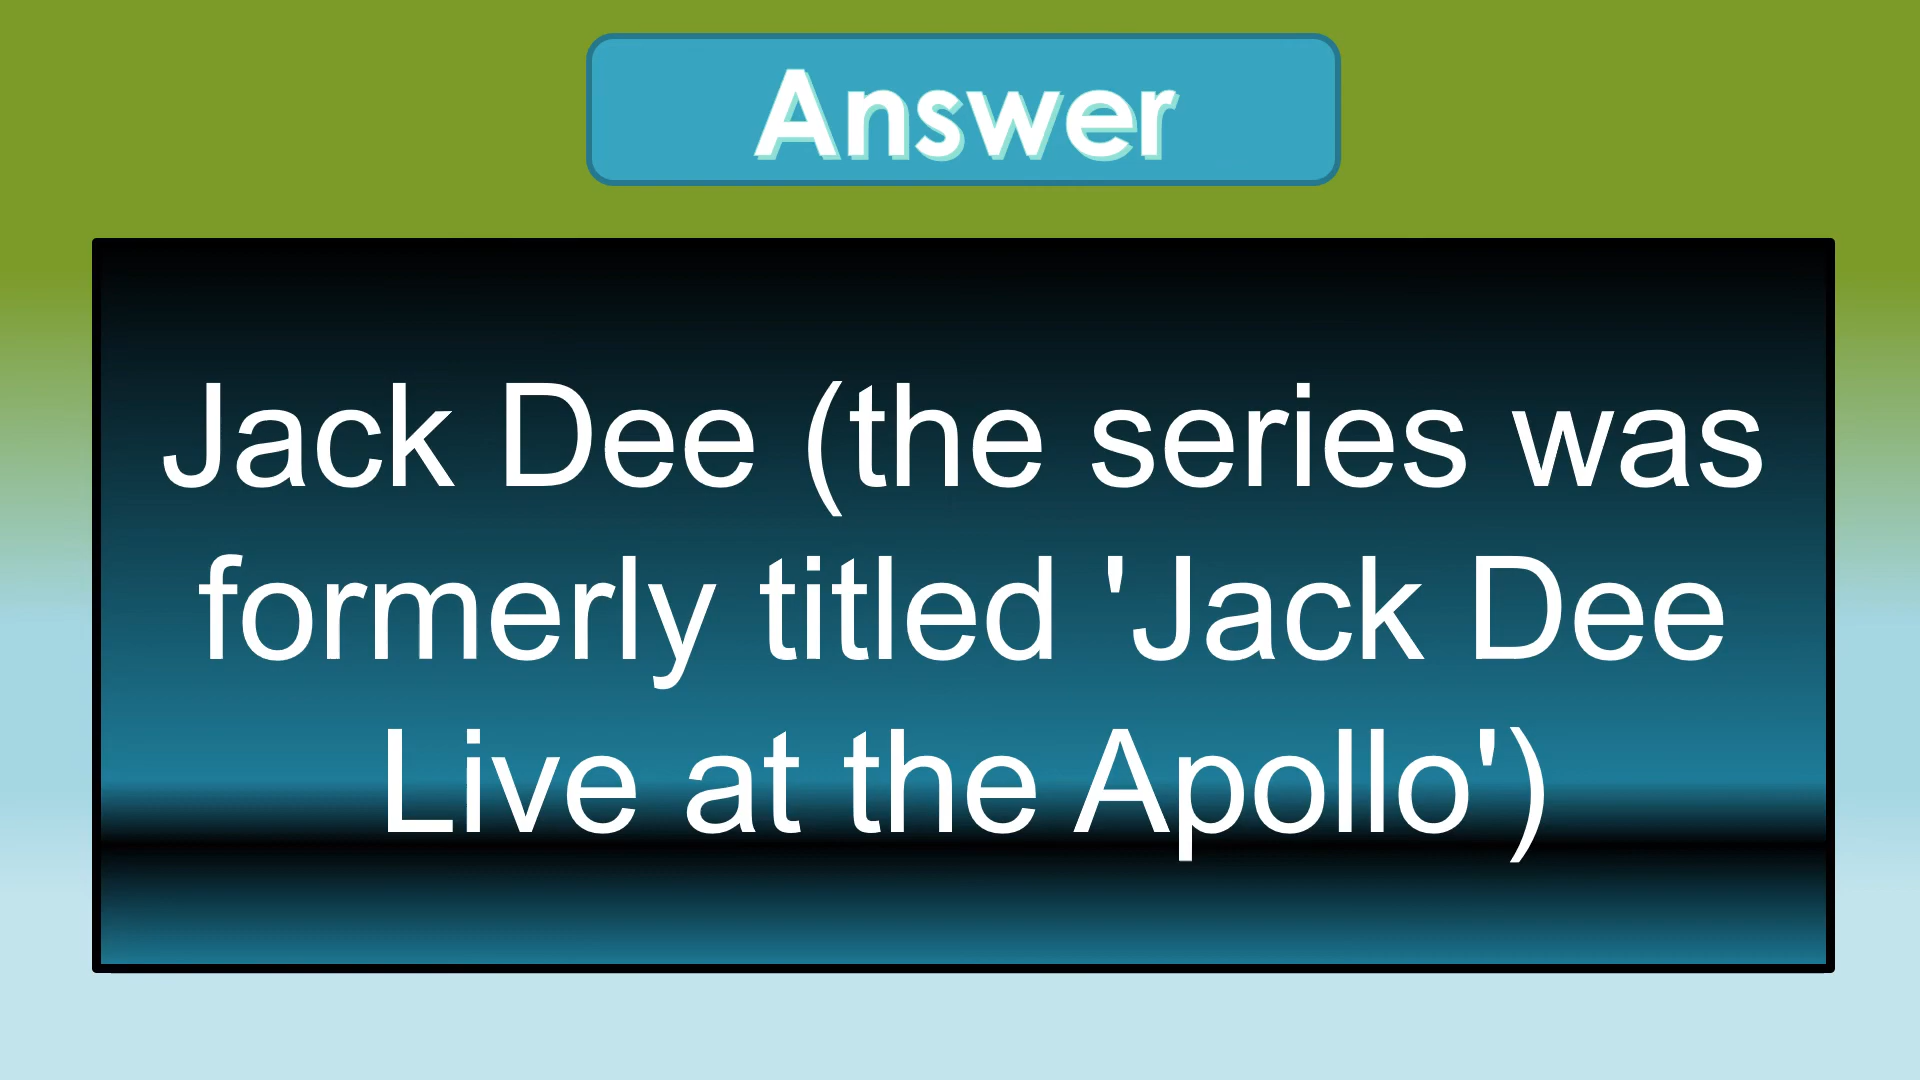 Answer
Jack Dee (the series was
formerly titled 'Jack Dee
Live at the Apollo')